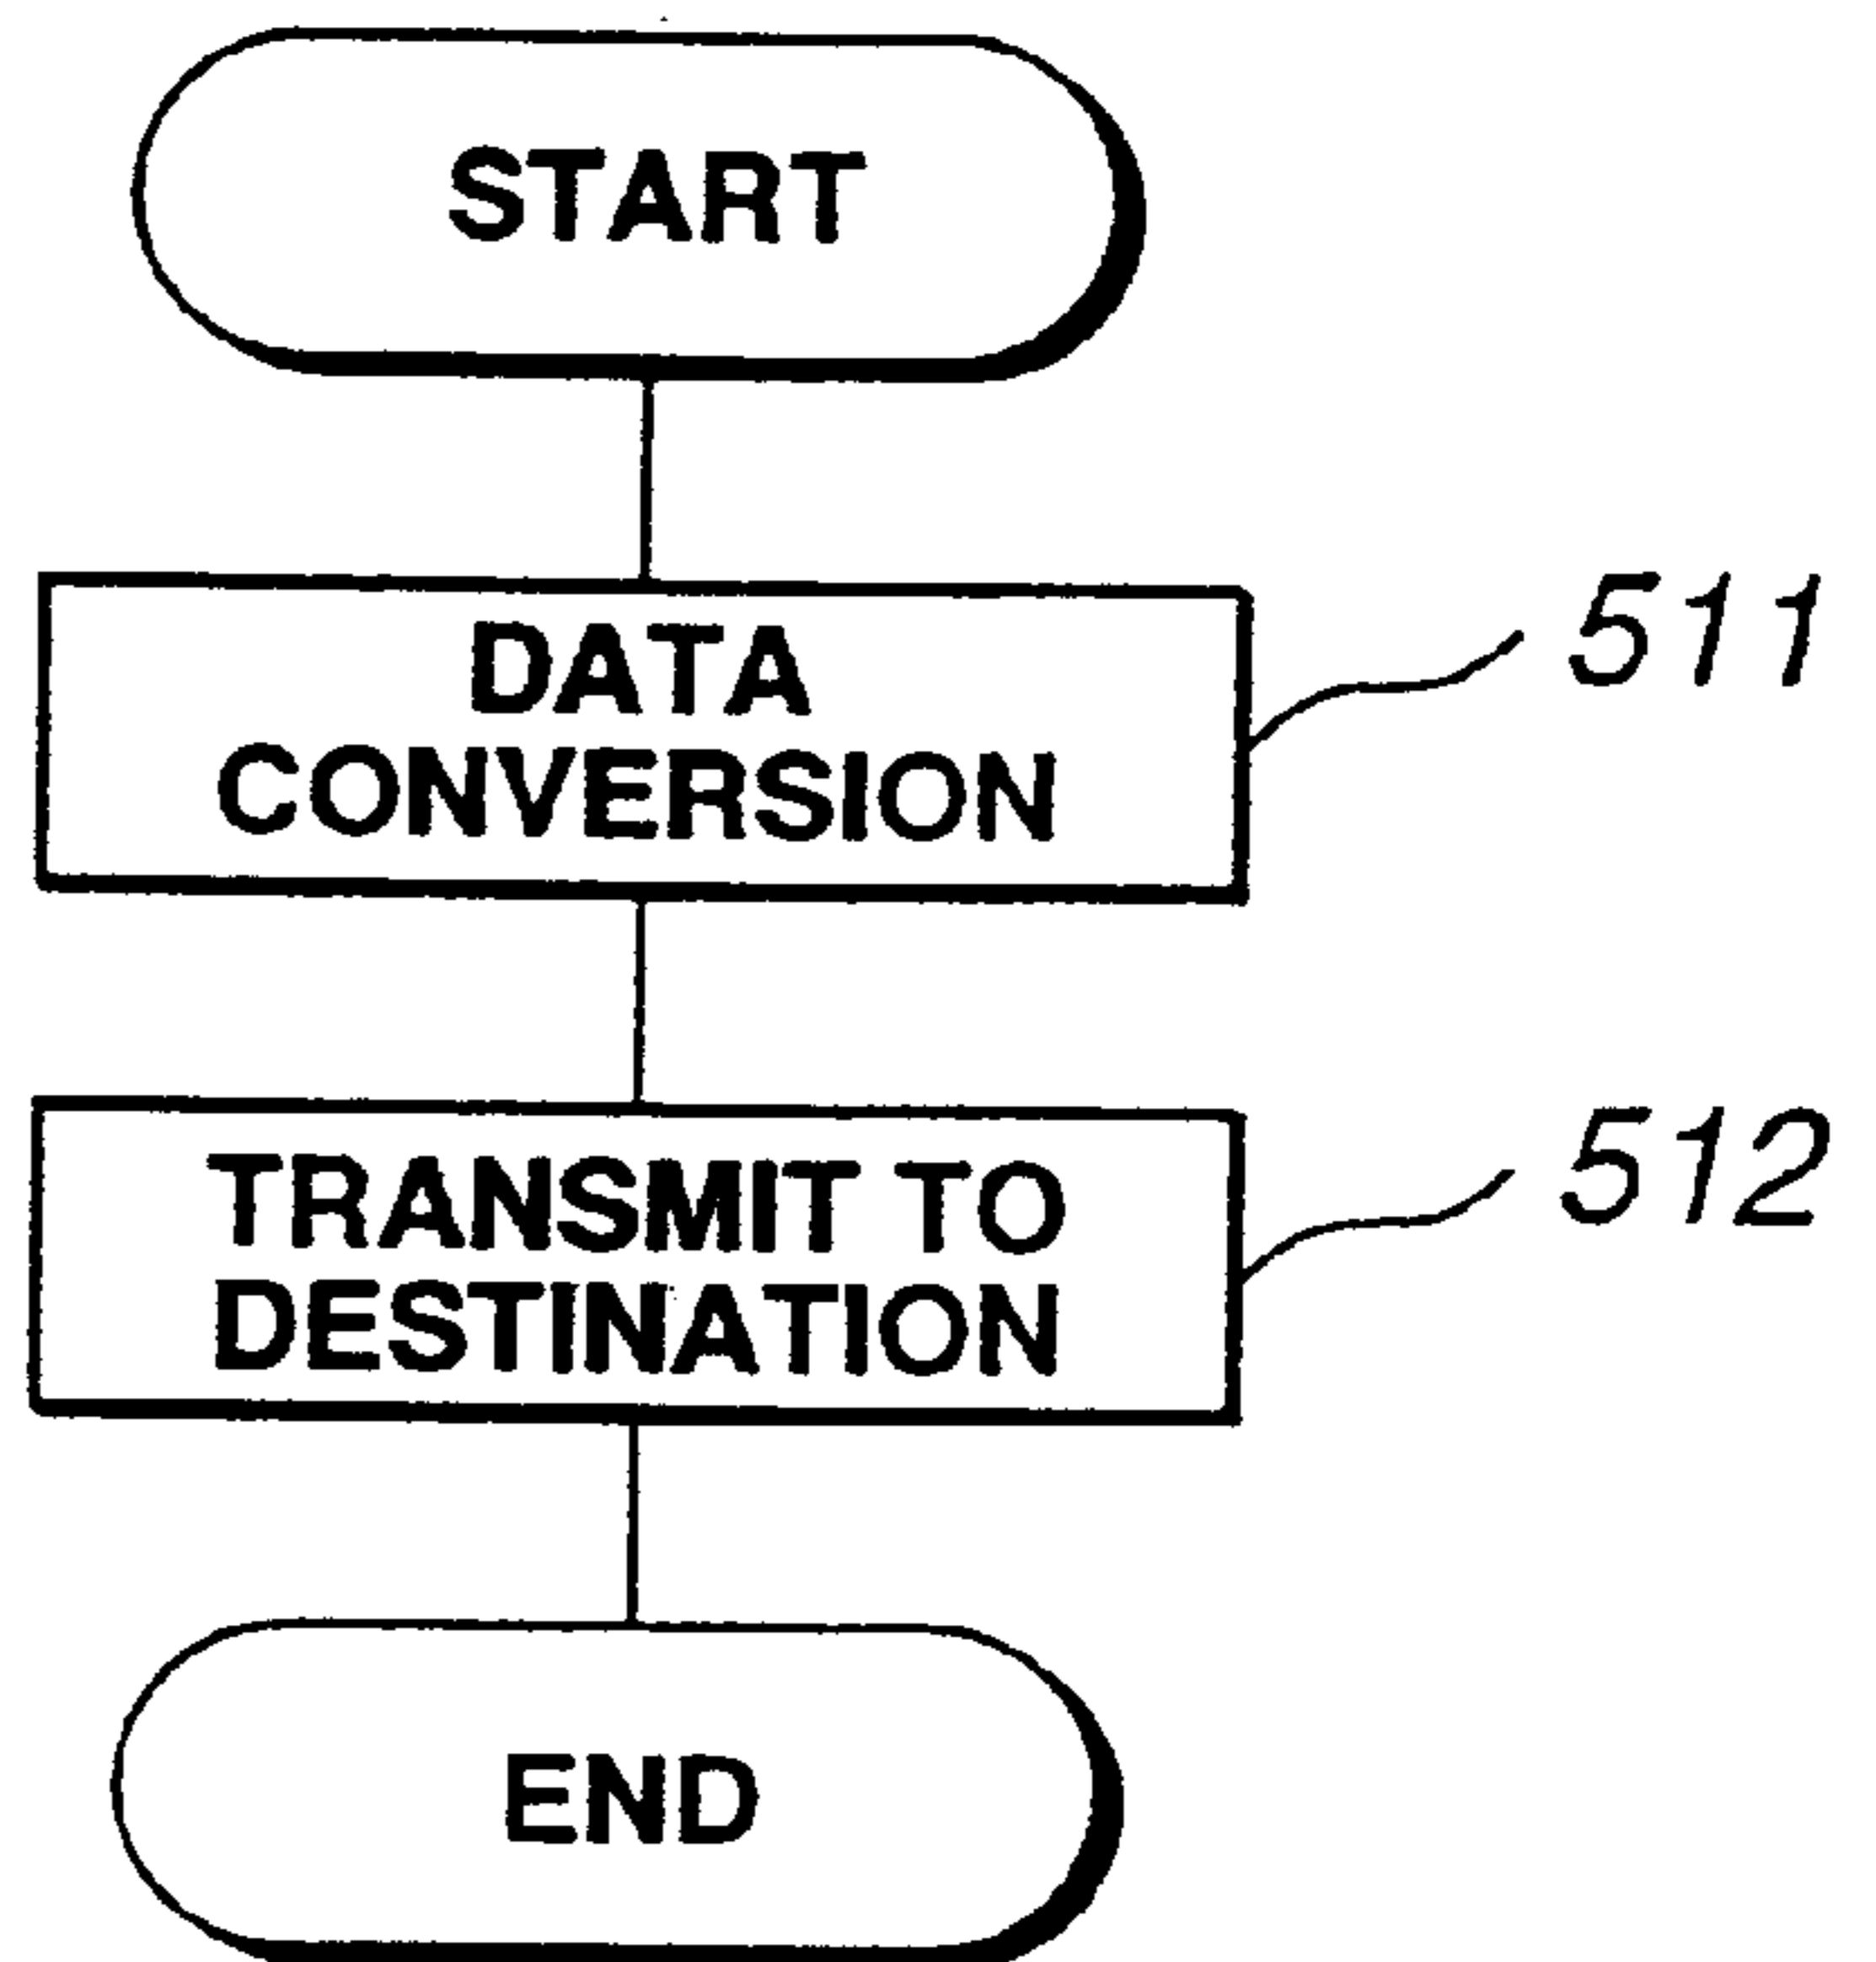 START
DATA
CONVERSION
511
TRANSMIT TO
DESTINATION
512
END